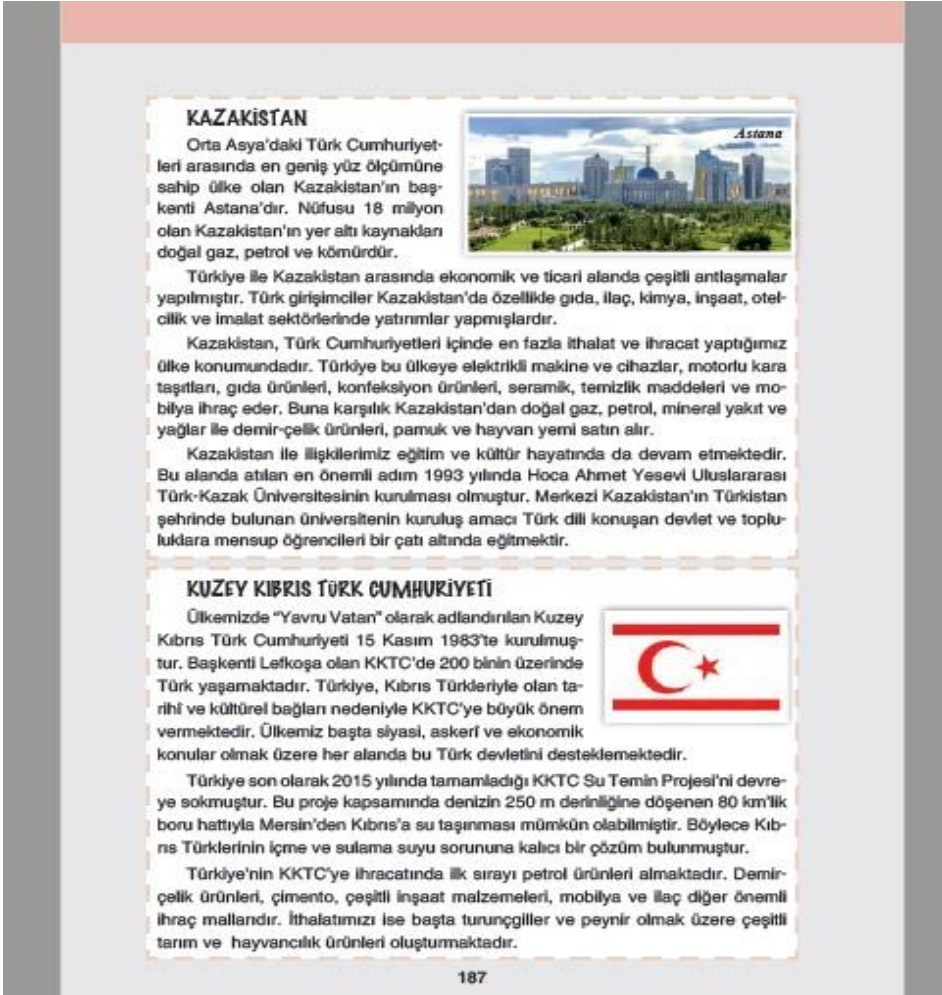 KAZAKİSTAN
Astana
Orta Asya'daki Türk Cumhuriyet-
leri arasında en geniş yüz ölçümüne
sahip ülke olan Kazakistan'ın baş-
kenti Astana'dır. Nüfusu 18 milyon
olan Kazakistan'ın yer altı kaynakları
doğal gaz, petrol ve kömürdür.
Türkiye ile Kazakistan arasında ekonomik ve ticari alanda çeşitli antlaşmalar
yapılmıştır. Türk girişimciler Kazakistan'da özellikle gıda, ilaç, kimya, inşaat, otel-
cilik ve imalat sektörlerinde yatırımlar yapmışlardır.
Kazakistan, Türk Cumhuriyetleri içinde en fazla ithalat ve ihracat yaptığımız
ülke konumundadır. Türkiye bu ülkeye elektrikli makine ve cihazlar, motorlu kara
taşıtları, gıda ürünleri, konfeksiyon ürünleri, seramik, temizlik maddeleri ve mo-
bilya ihraç eder. Buna karşılık Kazakistan'dan doğal gaz, petrol, mineral yakıt ve
yağlar ile demir-çelik ürünleri, pamuk ve hayvan yemi satın alır.
Kazakistan ile ilişkilerimiz eğitim ve kültür hayatında da devam etmektedir.
Bu alanda atılan en önemli adım 1993 yılında Hoca Ahmet Yesevi Uluslararası
Türk-Kazak Üniversitesinin kurulması olmuştur. Merkezi Kazakistan'ın Türkistan
şehrinde bulunan üniversitenin kuruluş amacı Türk dili konuşan devlet ve toplu-
luklara mensup öğrencileri bir çatı altında eğitmektir.
KUZEY KIBRIS TÜRK CUMHURİYETİ
Ülkemizde "Yavru Vatan" olarak adlandırılan Kuzey
Kıbrıs Türk Cumhuriyeti 15 Kasım 1983'te kurulmuş-
tur. Başkenti Lefkoşa olan KKTC'de 200 binin üzerinde
Türk yaşamaktadır. Türkiye, Kıbrıs Türkleriyle olan ta-
rihî ve kültürel bağları nedeniyle KKTC'ye büyük önem
vermektedir. Ülkemiz başta siyasi, askerî ve ekonomik
konular olmak üzere her alanda bu Türk devletini desteklemektedir.
Türkiye son olarak 2015 yılında tamamladığı KKTC Su Temin Projesi'ni devre-
ye sokmuştur. Bu proje kapsamında denizin 250 m derinliğine döşenen 80 km'lik
boru hattıyla Mersin'den Kıbrıs'a su taşınması mümkün olabilmiştir. Böylece Kıb-
rıs Türklerinin içme ve sulama suyu sorununa kalıcı bir çözüm bulunmuştur.
Türkiye'nin KKTC'ye ihracatında ilk sırayı petrol ürünleri almaktadır. Demir-
çelik ürünleri, çimento, çeşitli inşaat malzemeleri, mobilya ve ilaç diğer önemli
ihraç mallarıdır. İthalatımızı ise başta turunçgiller ve peynir olmak üzere çeşitli
tarım ve hayvancılık ürünleri oluşturmaktadır.
187